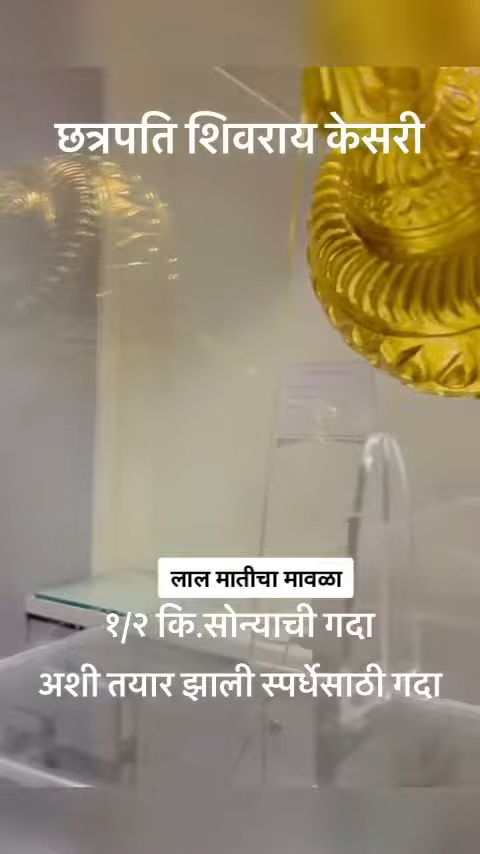 छत्रपति शिवराय केसरी
लाल मातीचा मावळा
१/२ कि.सोन्याची गदा
अशी तयार झाली स्पर्धेसाठी गदा